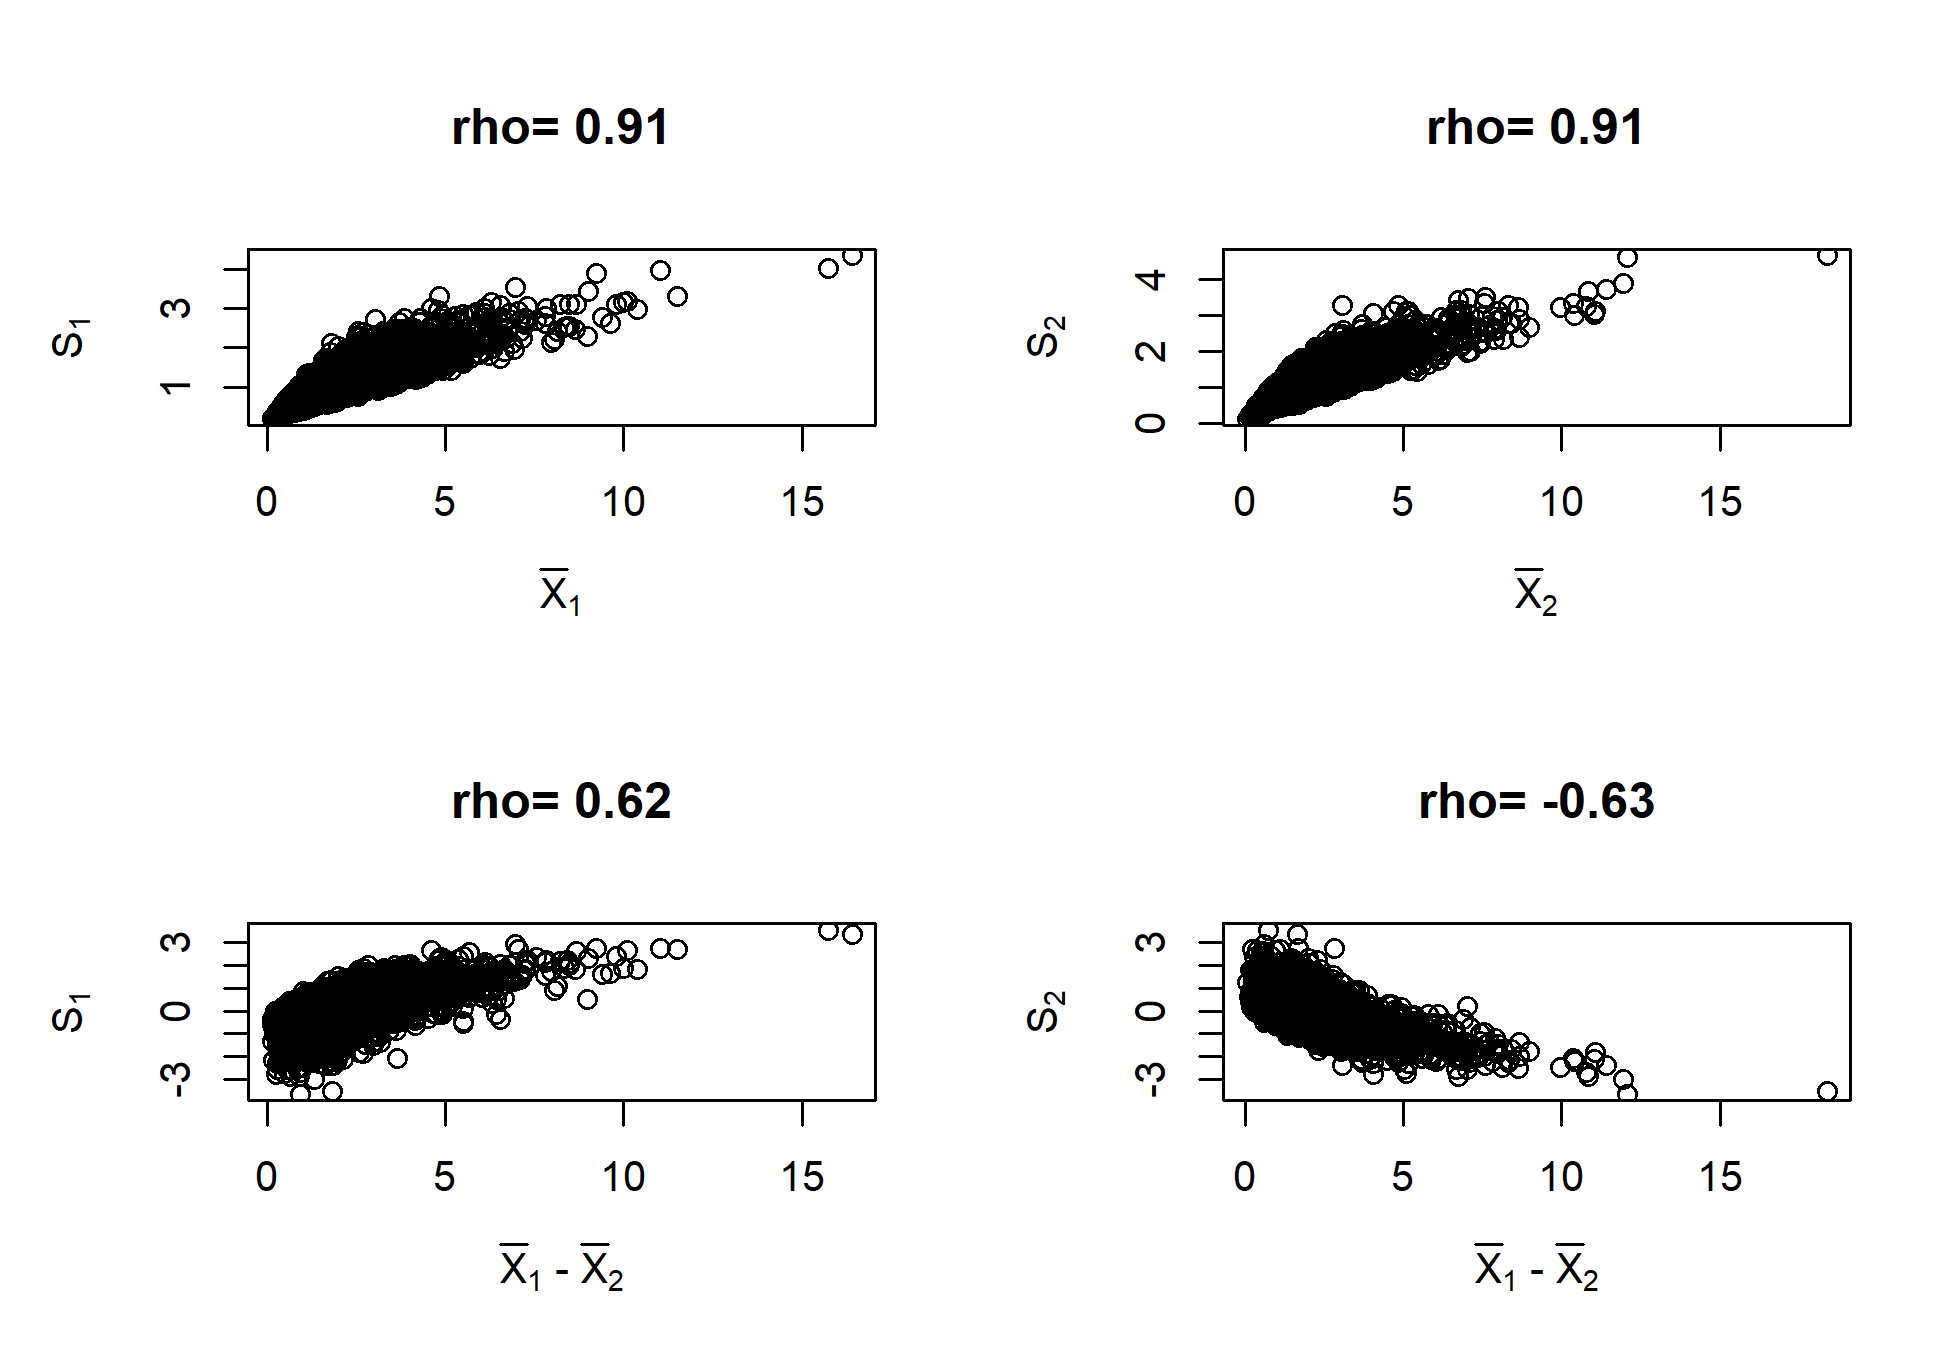 rho= 0.91
S₁
3
1
0 5 10 15
X̅₁
rho= 0.91
S₂
4
2
0
0 5 10 15
X̅₂
rho= 0.62
S₁
3
0
-3
0 5 10 15
X̅₁ - X̅₂
rho= -0.63
S₂
3
0
-3
0 5 10 15
X̅₁ - X̅₂